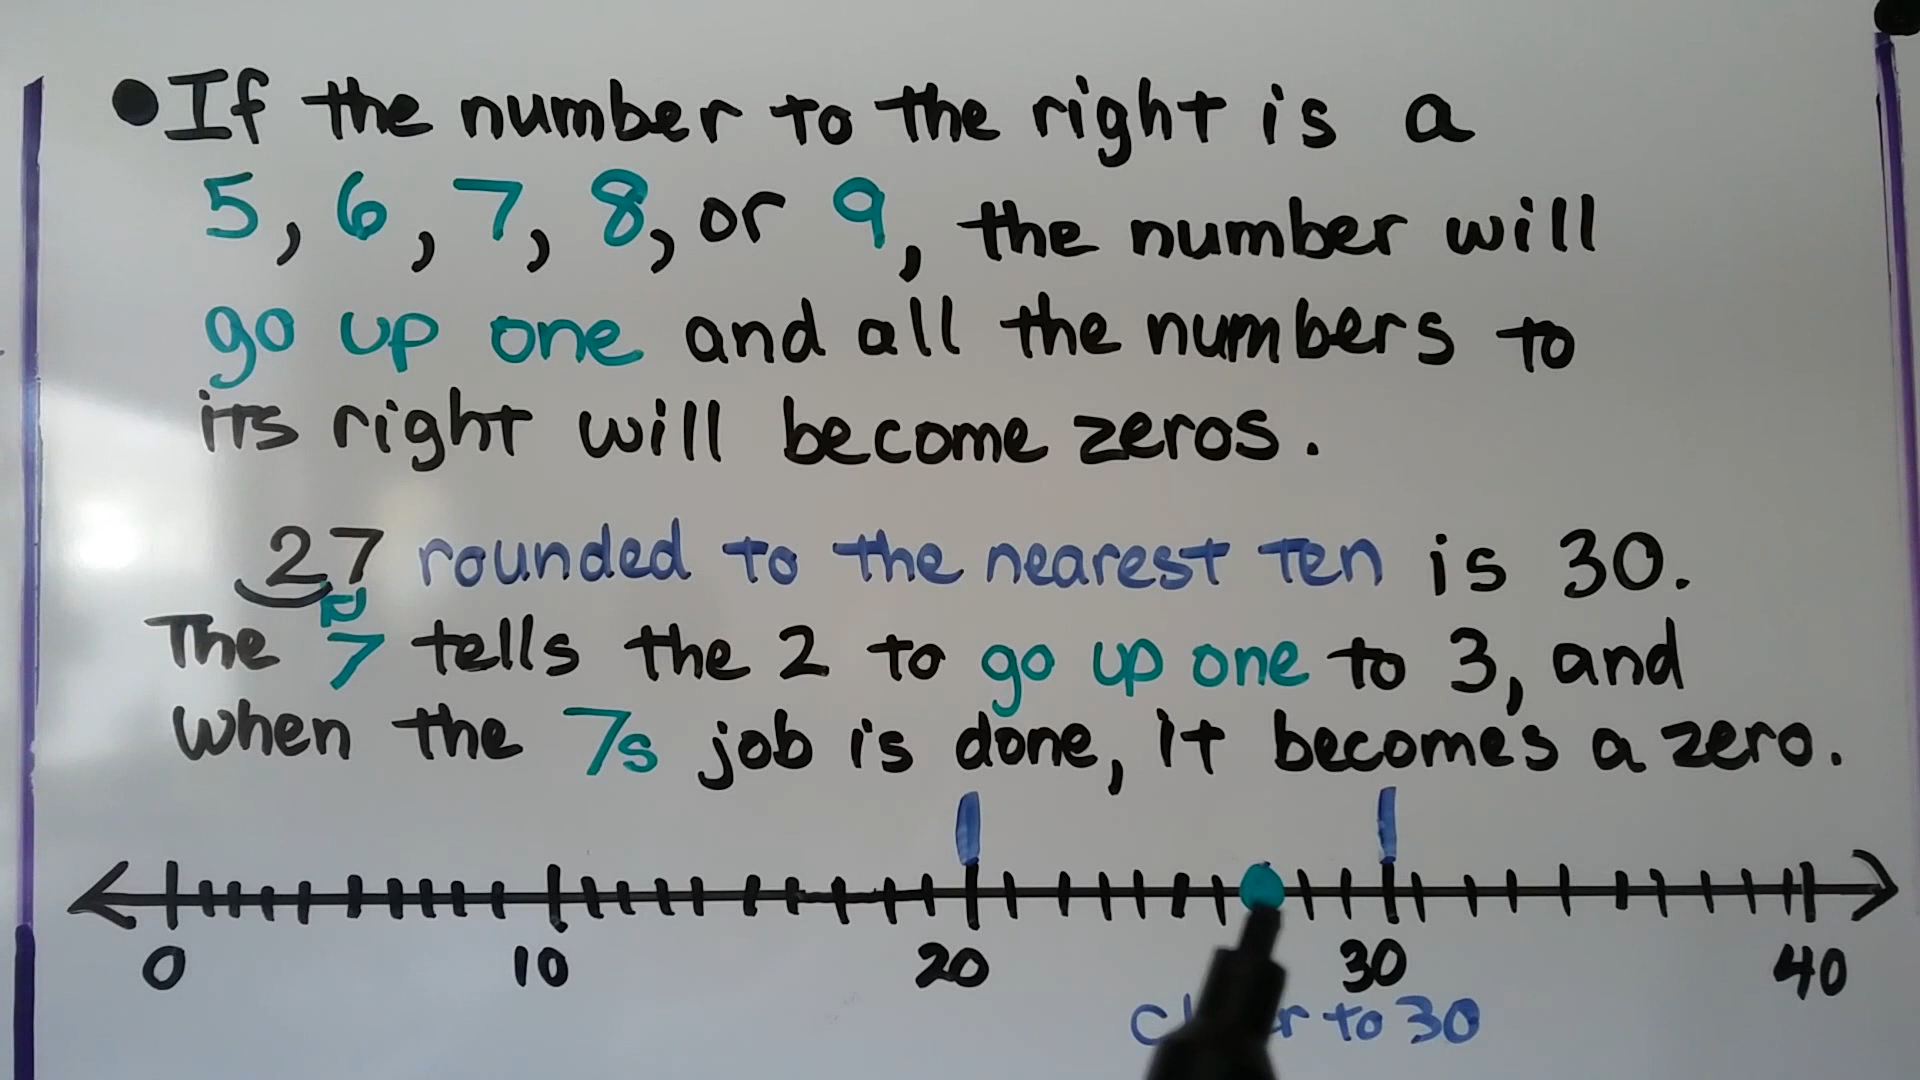 •If the number to the right is a
5, 6, 7, 8, or 9, the number will
go up one and all the numbers to
its right will become zeros.
27 rounded to the nearest ten is 30.
The 7 tells the 2 to go up one to 3, and
when the 7s job is done, it becomes a zero.
0 10 20 30 40
to 30